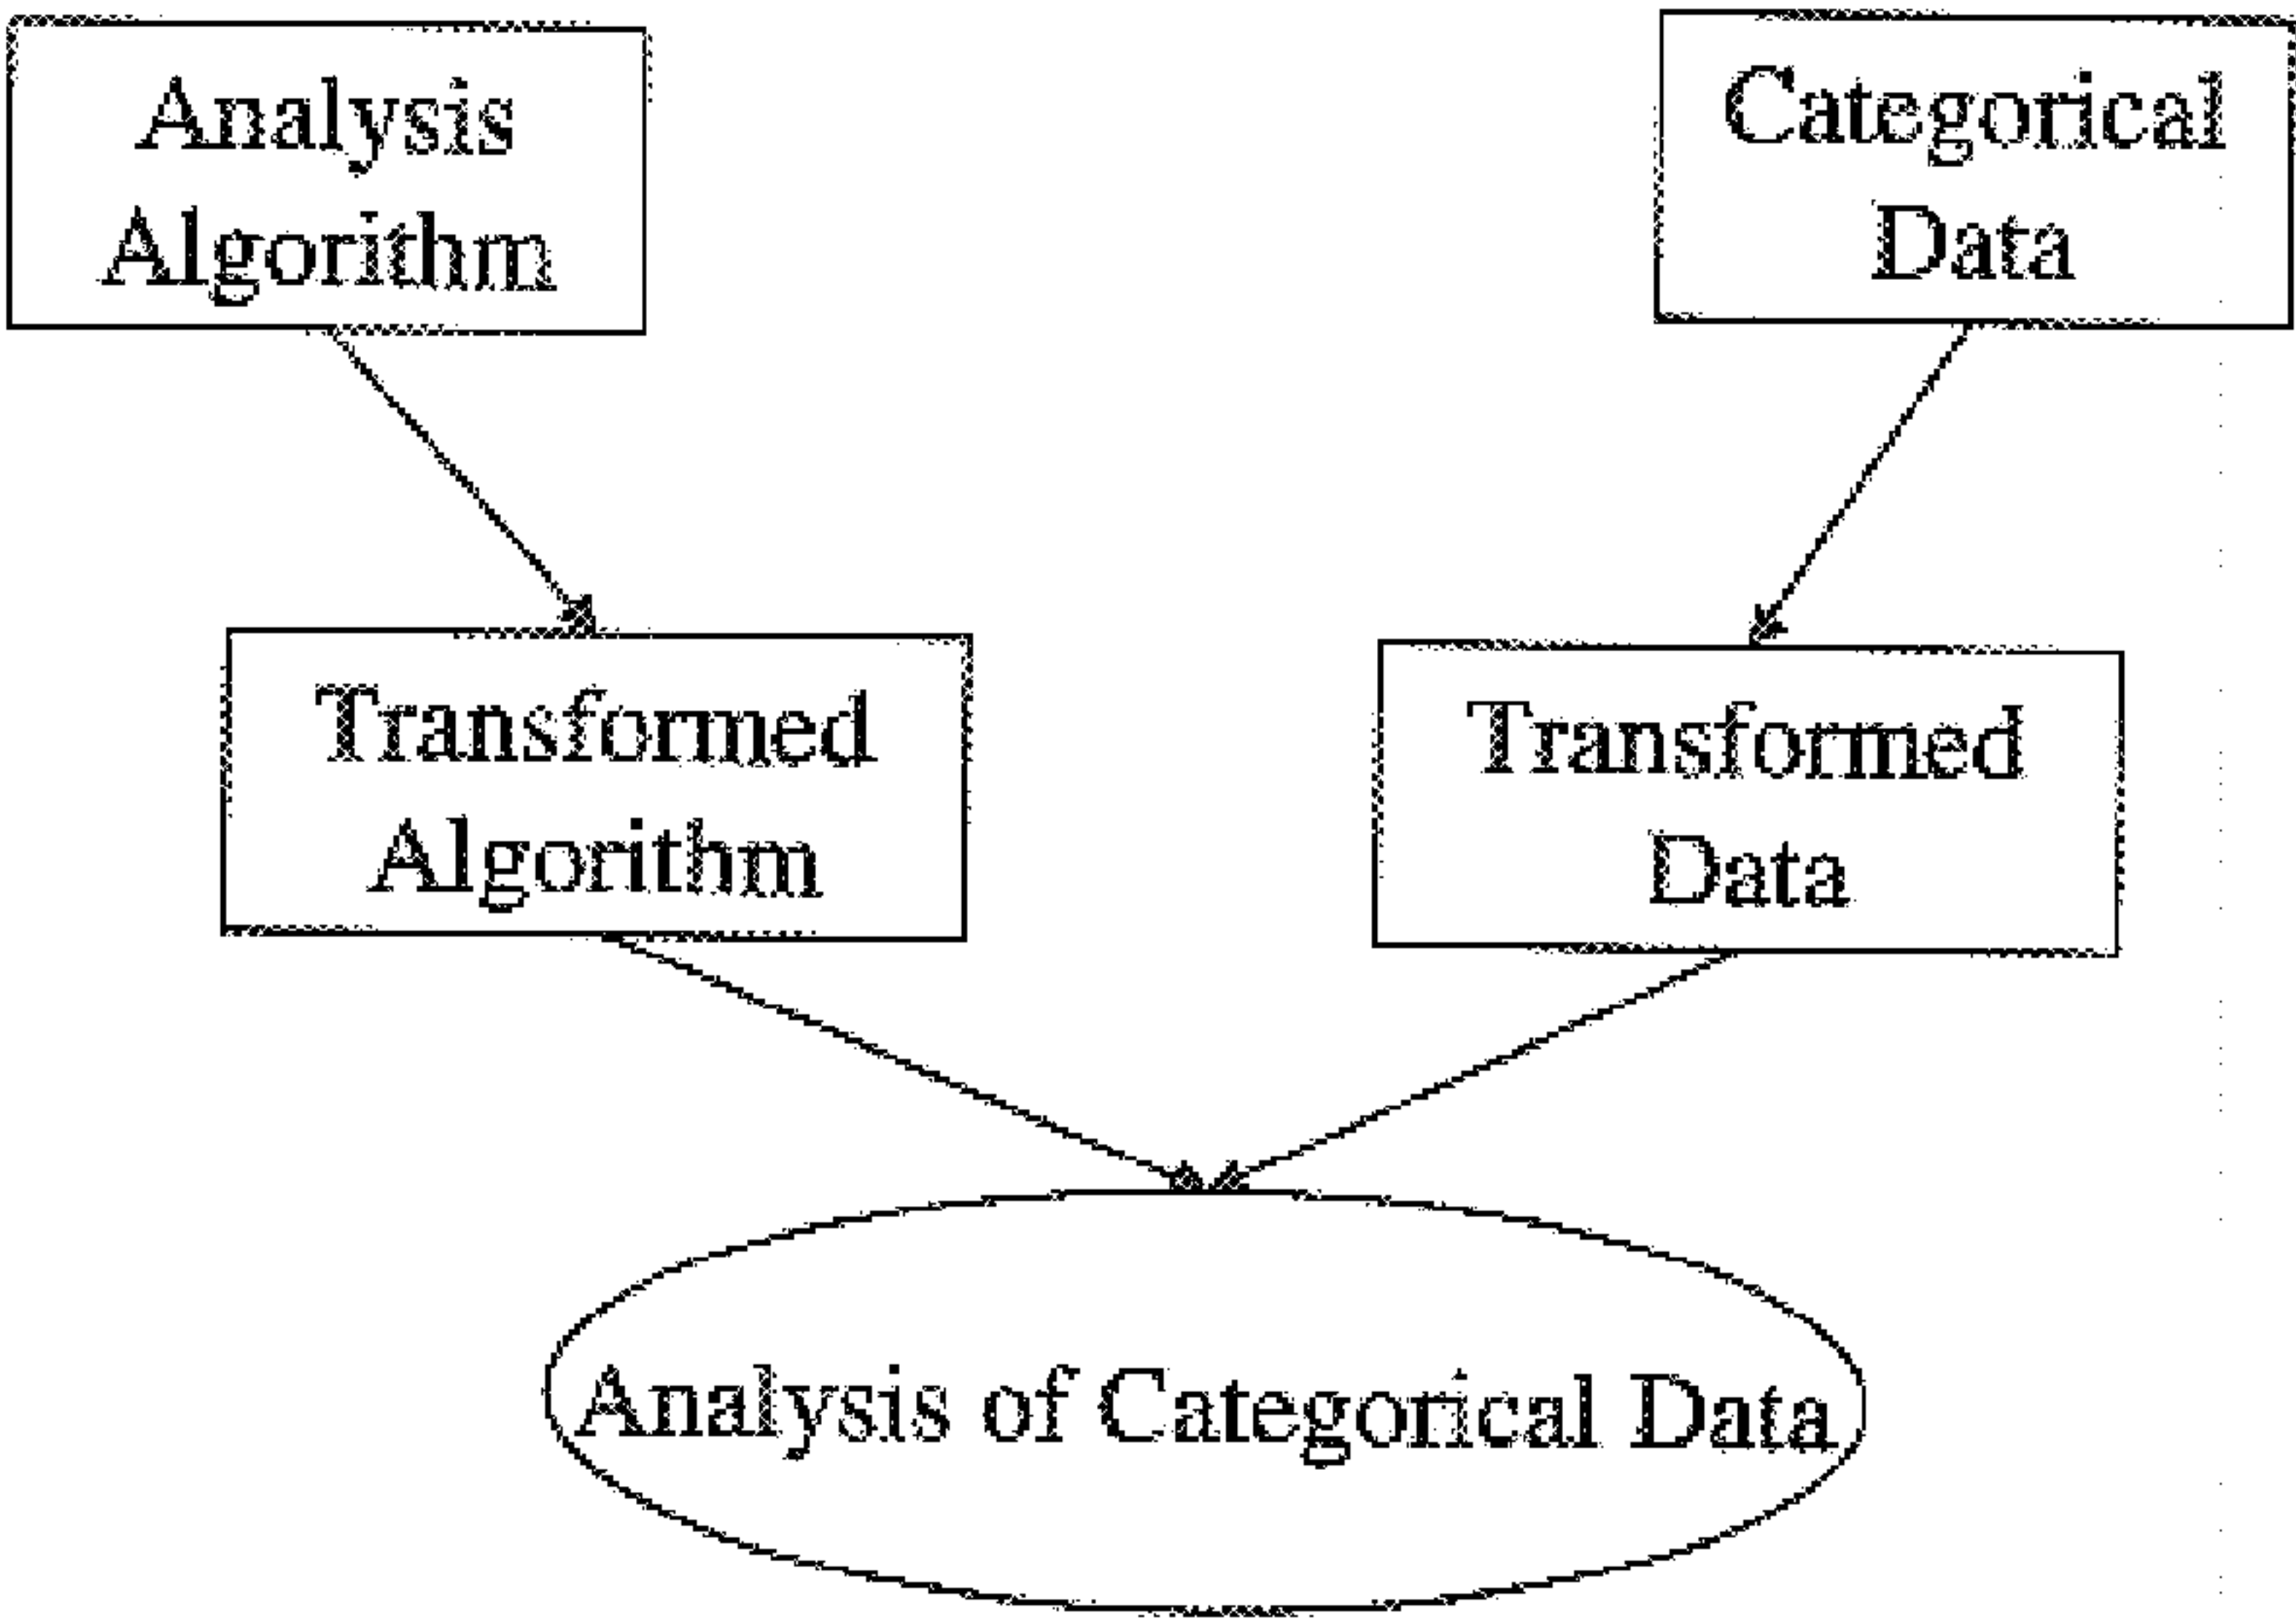 Analysis
Algorithm
Categorical
Data
Transformed
Algorithm
Transformed
Data
Analysis of Categorical Data